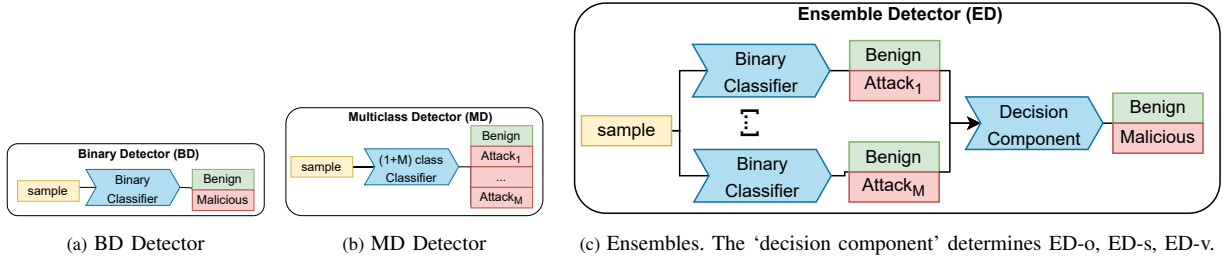 Binary Detector (BD)
sample
Binary
Classifier
Benign
Malicious
(a) BD Detector
Multiclass Detector (MD)
sample
(1+M) class
Classifier
Benign
Attack1
...
AttackM
(b) MD Detector
Ensemble Detector (ED)
sample
Binary
Classifier
Benign
Attack1
[...]
Binary
Classifier
Benign
AttackM
Decision
Component
Benign
Malicious
(c) Ensembles. The ‘decision component’ determines ED-o, ED-s, ED-v.